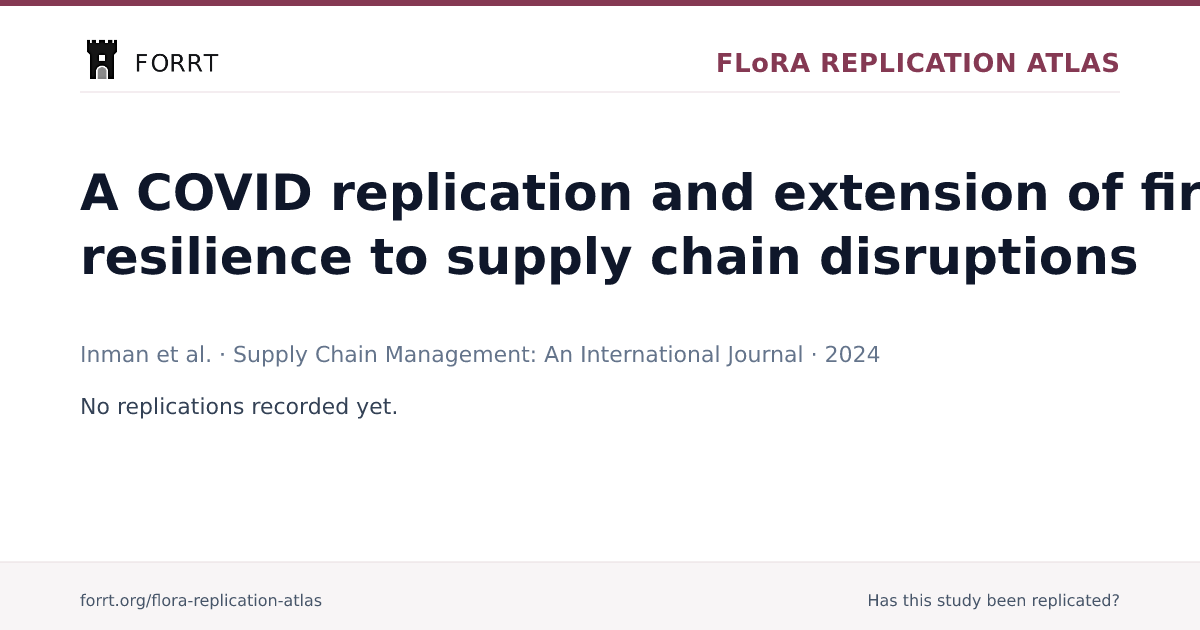 FORRT
FLoRA REPLICATION ATLAS
A COVID replication and extension of
resilience to supply chain disruptions
Inman et al. · Supply Chain Management: An International Journal · 2024
No replications recorded yet.
forrt.org/flora-replication-atlas
Has this study been replicated?